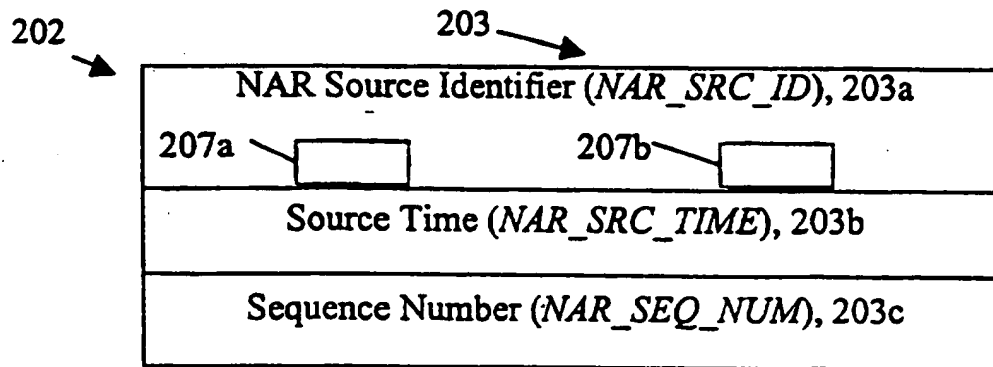 202
203
NAR Source Identifier (NAR_SRC_ID), 203a
207a
207b
Source Time (NAR_SRC_TIME), 203b
Sequence Number (NAR_SEQ_NUM), 203c